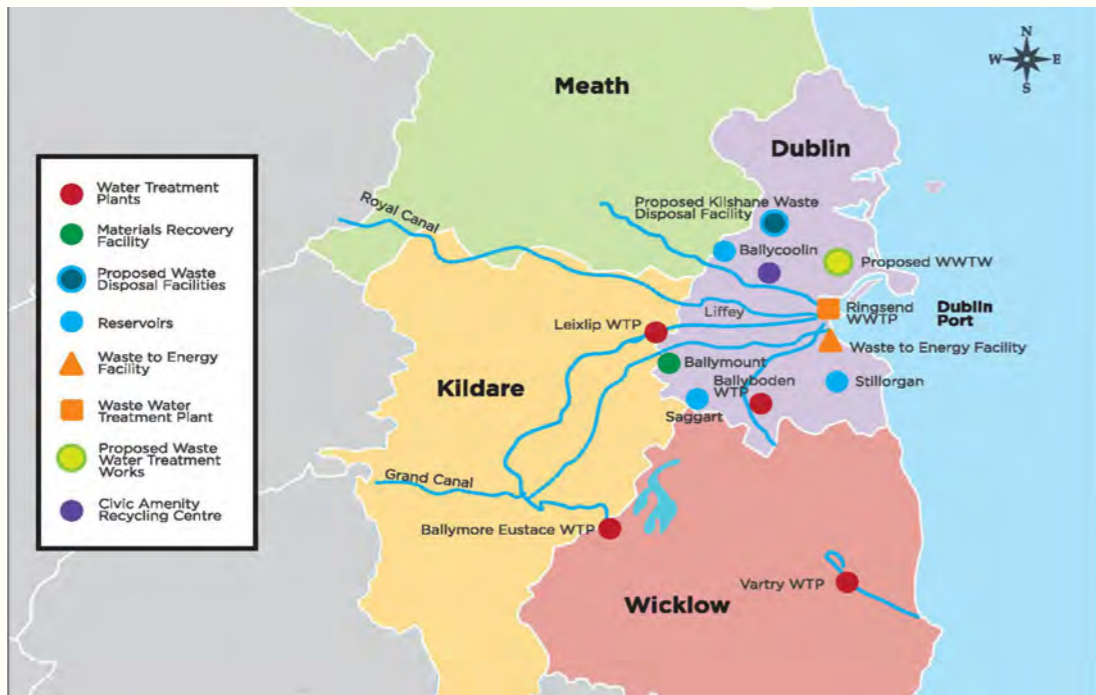 N
W E
S
Meath
Dublin
Water Treatment
Plants
Materials Recovery
Facility
Proposed Waste
Disposal Facilities
Reservoirs
Waste to Energy
Facility
Waste Water
Treatment Plant
Proposed Waste
Water Treatment
Works
Civic Amenity
Recycling Centre
Royal Canal
Proposed Kilshane Waste
Disposal Facility
Ballycoolin
Proposed WWTW
Liffey
Ringsend
WWTP
Dublin
Port
Leixlip WTP
Waste to Energy Facility
Ballymount
Kildare
Ballyboden
WTP
Stillorgan
Saggart
Grand Canal
Ballymore Eustace WTP
Vartry WTP
Wicklow